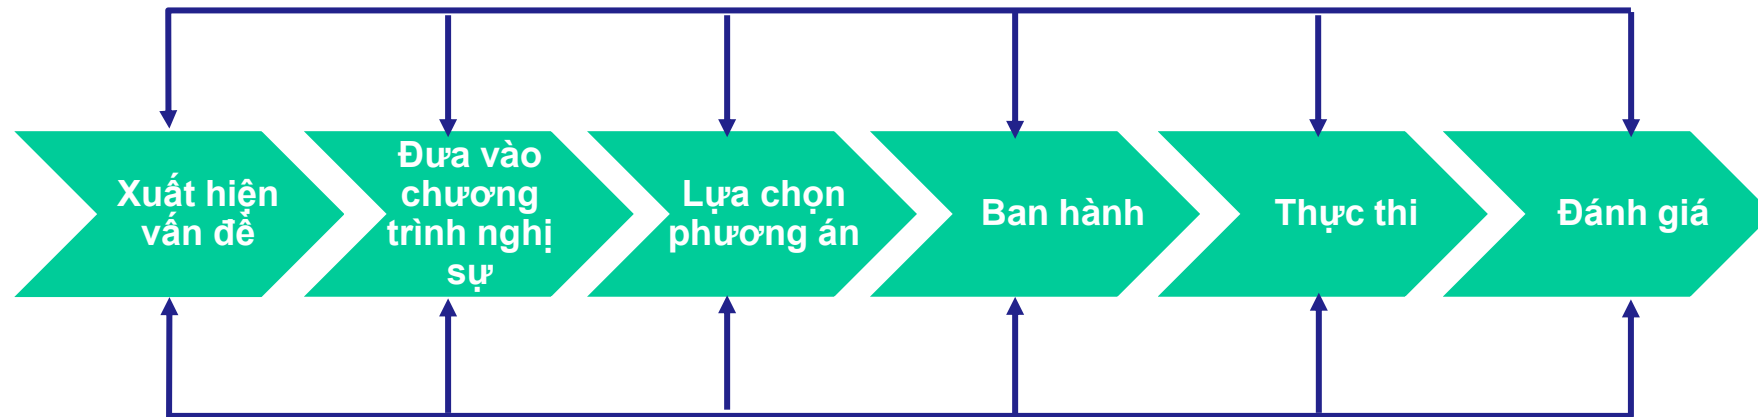 Xuất hiện
vấn đề
Đưa vào
chương
trình nghị
sự
Lựa chọn
phương án
Ban hành
Thực thi
Đánh giá